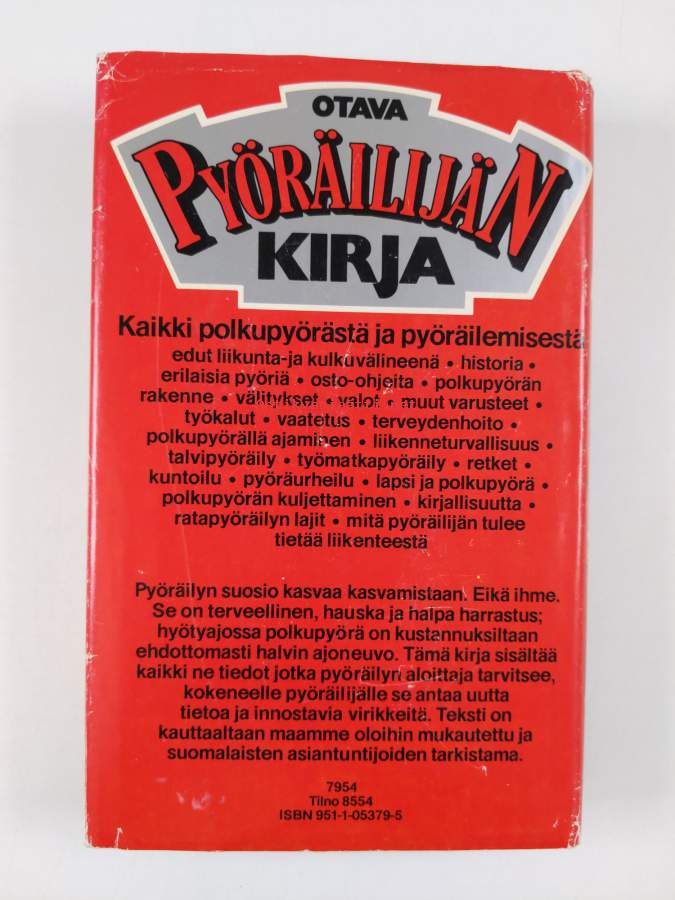 OTAVA
PYÖRÄILIJÄN
KIRJA
Kaikki polkupyörästä ja pyöräilemisestä
edut liikunta-ja kulkuvälineenä • historia •
erilaisia pyöriä • osto-ohjeita • polkupyörän
rakenne • välitykset • valot • muut varusteet •
työkalut • vaatetus • terveydenhoito •
polkupyörällä ajaminen • liikenneturvallisuus •
talvipyöräily • työmatkapyöräily • retket •
kuntoilu • pyöräurheilu • lapsi ja polkupyörä •
polkupyörän kuljettaminen • kirjallisuutta •
ratapyöräilyn lajit • mitä pyöräilijän tulee
tietää liikenteestä
Pyöräilyn suosio kasvaa kasvamistaan. Eikä ihme.
Se on terveellinen, hauska ja halpa harrastus;
hyötyajossa polkupyörä on kustannuksiltaan
ehdottomasti halvin ajoneuvo. Tämä kirja sisältää
kaikki ne tiedot jotka pyöräilyn aloittaja tarvitsee,
kokeneelle pyöräilijälle se antaa uutta
tietoa ja innostavia virikkeitä. Teksti on
kauttaaltaan maamme oloihin mukautettu ja
suomalaisten asiantuntijoiden tarkistama.
7954
Tilno 8554
ISBN 951-1-05379-5